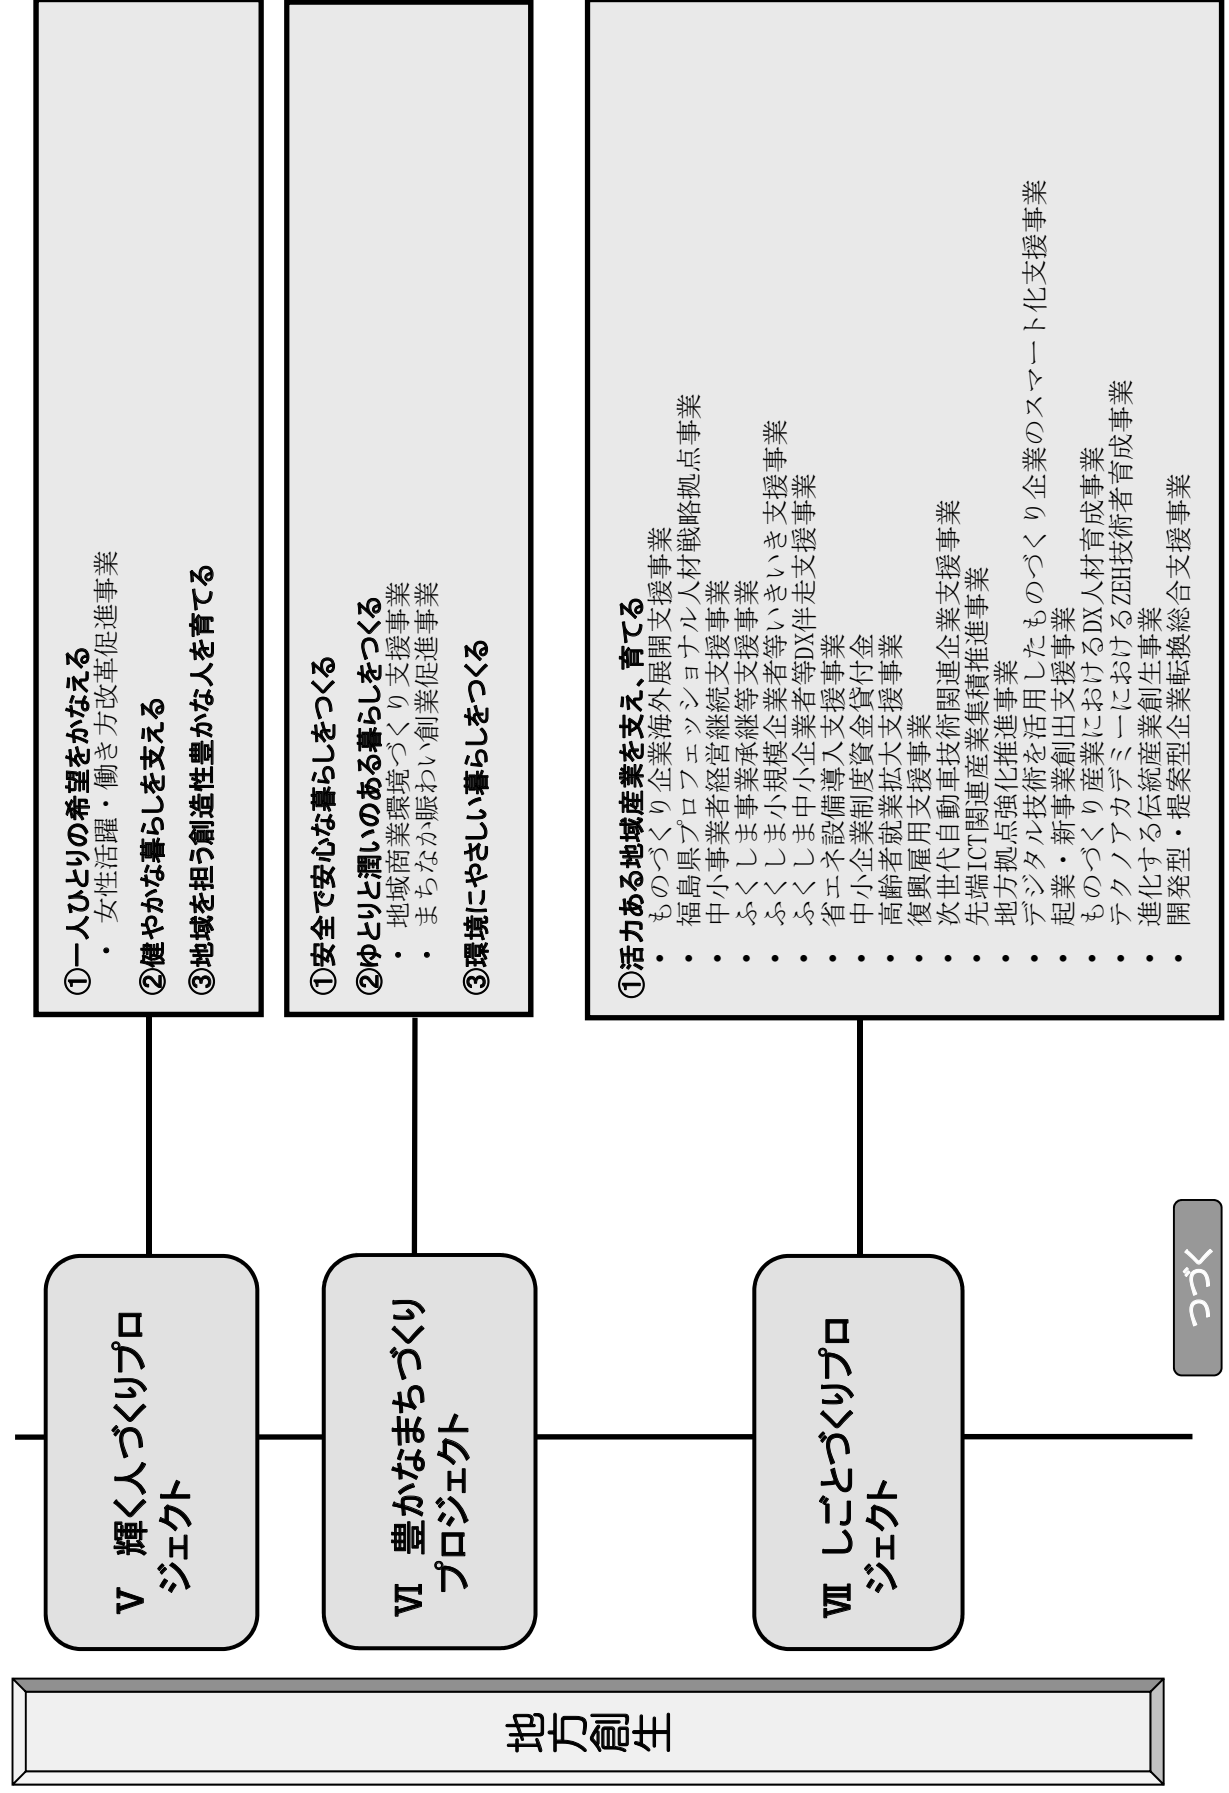 地方創生
Ⅴ 輝く人づくりプロ
ジェクト
①一人ひとりの希望をかなえる
・ 女性活躍・働き方改革促進事業
②健やかな暮らしを支える
③地域を担う創造性豊かな人を育てる
Ⅵ 豊かなまちづくり
プロジェクト
①安全で安心な暮らしをつくる
②ゆとりと潤いのある暮らしをつくる
・ 地域商業環境づくり支援事業
・ まちなか賑わい創業促進事業
③環境にやさしい暮らしをつくる
Ⅶ しごとづくりプロ
ジェクト
①活力ある地域産業を支え、育てる
・ ものづくり企業海外展開支援事業
・ 福島県プロフェッショナル人材戦略拠点事業
・ 中小事業者経営継続支援事業
・ ふくしま事業承継等支援事業
・ ふくしま小規模企業者等いきいき支援事業
・ ふくしま中小企業者等DX伴走支援事業
・ 省エネ設備導入支援事業
・ 中小企業制度資金貸付金
・ 高齢者就業拡大支援事業
・ 復興雇用支援事業
・ 次世代自動車技術関連企業支援事業
・ 先端ICT関連産業集積推進事業
・ 地方拠点強化推進事業
・ デジタル技術を活用したものづくり企業のスマート化支援事業
・ 起業・新事業創出支援事業
・ ものづくり産業におけるDX人材育成事業
・ テクノアカデミーにおけるZEH技術者育成事業
・ 進化する伝統産業創生事業
・ 開発型・提案型企業転換総合支援事業
つづく